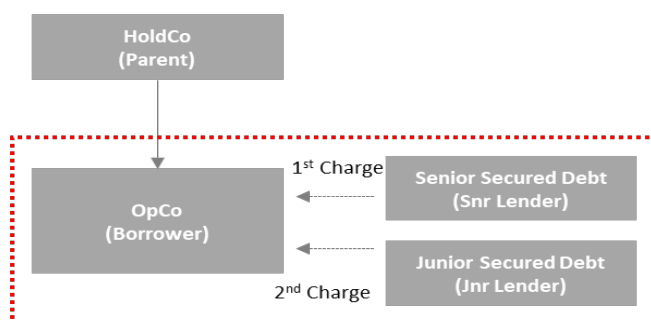 HoldCo
(Parent)
1st Charge
Senior Secured Debt
(Snr Lender)
OpCo
(Borrower)
Junior Secured Debt
(Jnr Lender)
2nd Charge